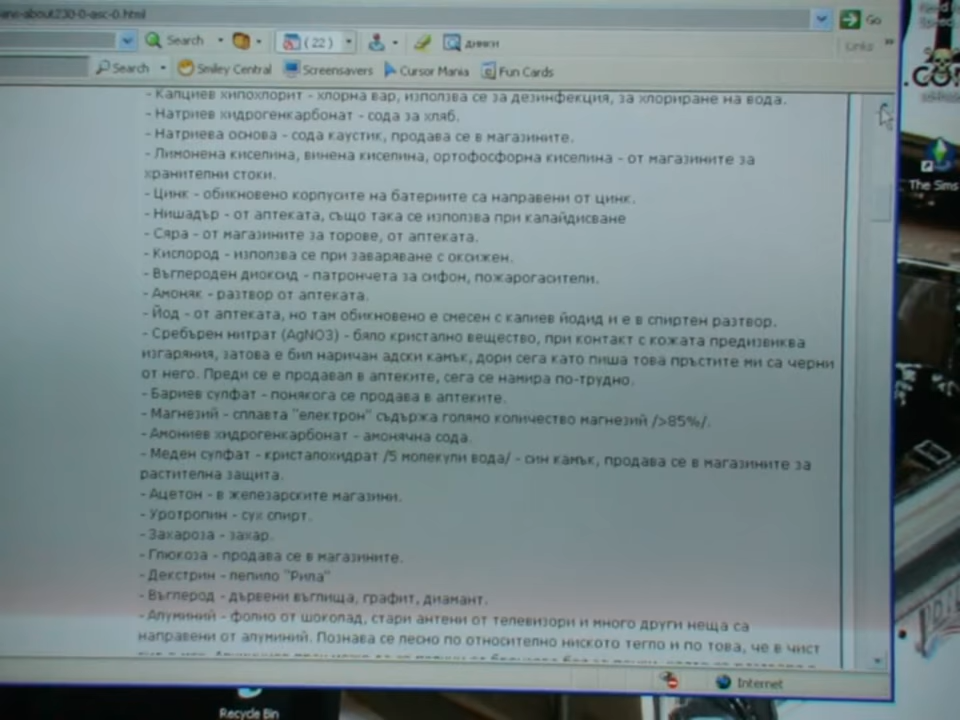 ane-about230-0-asc-0.html
Go
Search
(22)
Links »
Search
Smiley Central
Screensavers
Cursor Mania
Fun Cards
- Калциев хипохлорит - хлорна вар, използва се за дезинфекция, за хлориране на вода.
- Натриев хидрогенкарбонат - сода за хляб.
- Натриева основа - сода каустик, продава се в магазините.
- Лимонена киселина, винена киселина, ортофосфорна киселина - от магазините за
хранителни стоки.
- Цинк - обикновено корпусите на батериите са направени от цинк.
- Нишадър - от аптеката, също така се използва при калайдисване
- Сяра - от магазините за торове, от аптеката.
- Кислород - използва се при заваряване с оксижен.
- Въглероден диоксид - патрончета за сифон, пожарогасители.
- Амоняк - разтвор от аптеката.
- Йод - от аптеката, но там обикновено е смесен с калиев йодид и е в спиртен разтвор.
- Сребърен нитрат (AgNO3) - бяло кристално вещество, при контакт с кожата предизвиква
изгаряния, затова е бил наричан адски камък, дори сега като пиша това пръстите ми са черни
от него. Преди се е продавал в аптеките, сега се намира по-трудно.
- Бариев сулфат - понякога се продава в аптеките.
- Магнезий - сплавта "електрон" съдържа голямо количество магнезий />85%/.
- Амониев хидрогенкарбонат - амонячна сода.
- Меден сулфат - кристалохидрат /5 молекули вода/ - син камък, продава се в магазините за
растителна защита.
- Ацетон - в железарските магазини.
- Уротропин - сух спирт.
- Захароза - захар.
- Глюкоза - продава се в магазините.
- Декстрин - лепило "Рила"
- Въглерод - дървени въглища, графит, диамант.
- Алуминий - фолио от шоколад, стари антени от телевизори и много други неща са
направени от алуминий. Познава се лесно по относително ниското тегло и по това, че в чист
Internet
Recycle Bin
The Sims